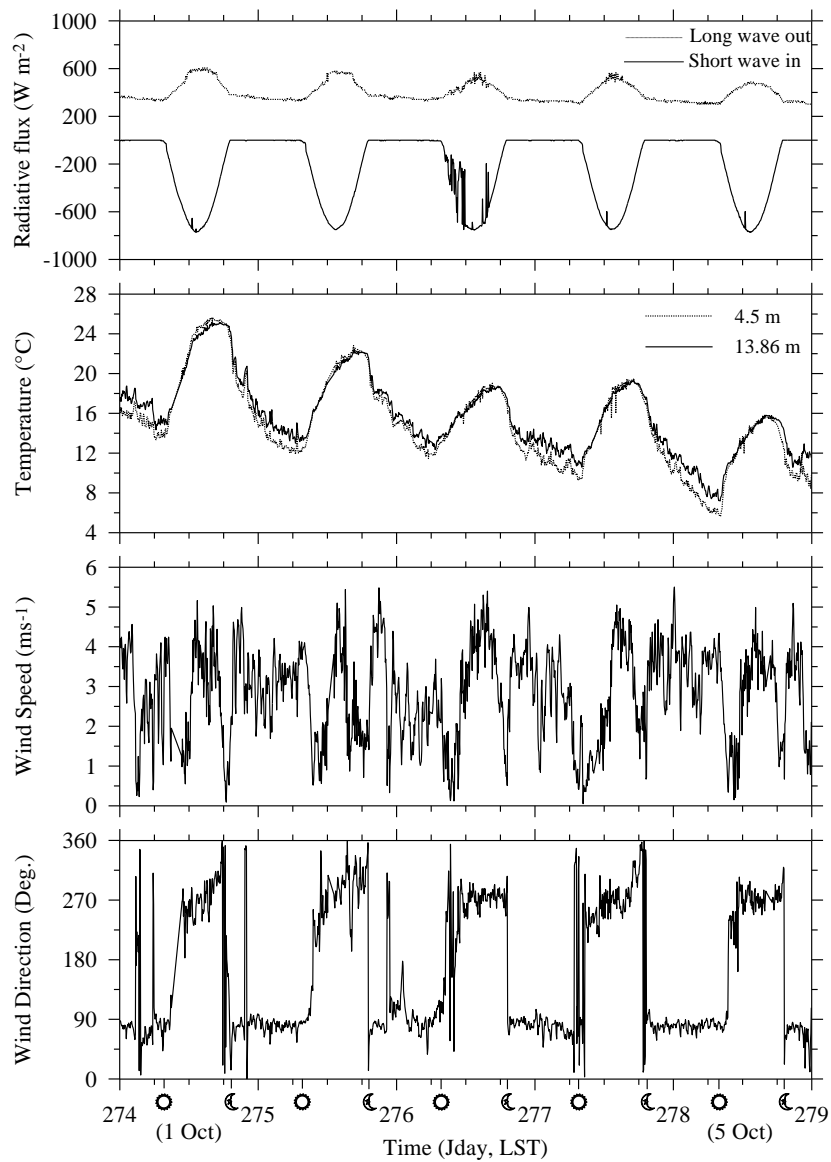 1000
600
200
-200
-600
-1000
Radiative flux (W m-2)
Long wave out
Short wave in
28
24
20
16
12
8
4
Temperature (°C)
4.5 m
13.86 m
6
5
4
3
2
1
0
Wind Speed (ms-1)
360
270
180
90
0
Wind Direction (Deg.)
274 275 276 277 278 279
(1 Oct) (5 Oct)
Time (Jday, LST)